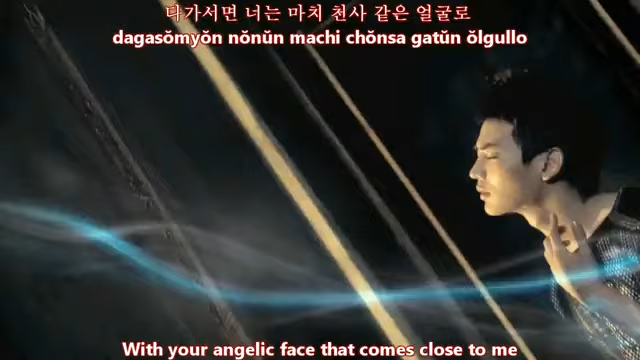 다가서면 너는 마치 천사 같은 얼굴로
dagasŏmyŏn nŏnŭn machi chŏnsa gatŭn ŏlgullo
With your angelic face that comes close to me